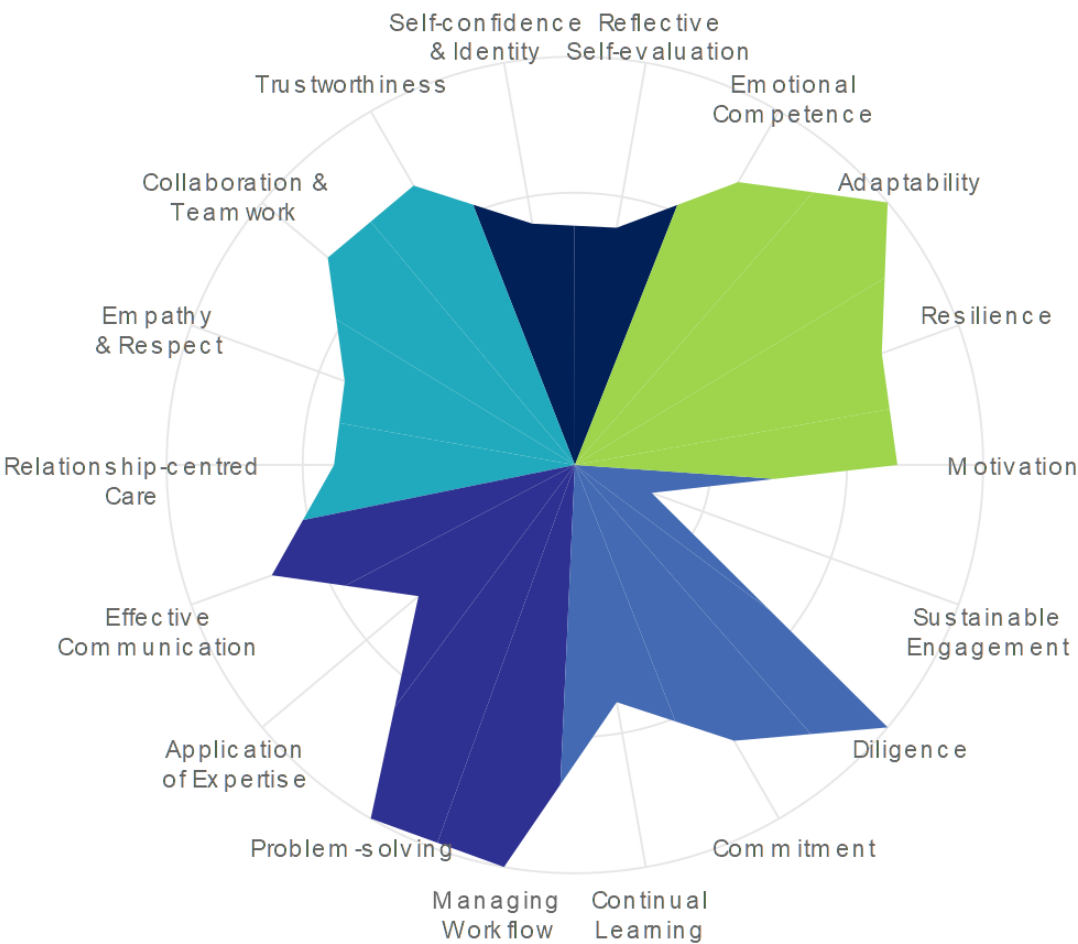 Self-confidence
& Identity
Reflective
Self-evaluation
Emotional
Competence
Adaptability
Resilience
Motivation
Sustainable
Engagement
Diligence
Commitment
Continual
Learning
Managing
Workflow
Problem-solving
Application
of Expertise
Effective
Communication
Relationship-centred
Care
Empathy
& Respect
Collaboration &
Teamwork
Trustworthiness